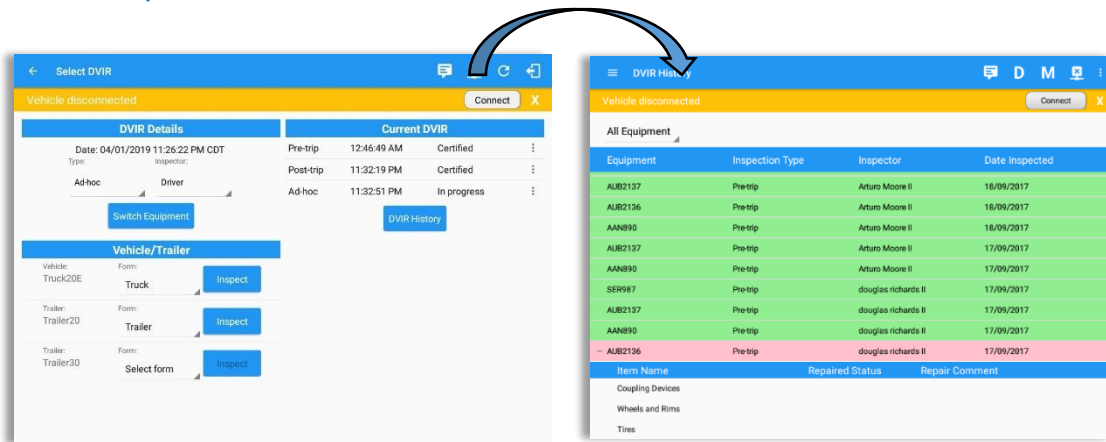 Select DVIR
Vehicle disconnected
Connect X
DVIR Details
Date: 04/01/2019 11:26:22 PM CDT
Type: Inspector:
Ad-hoc Driver
Switch Equipment
Vehicle/Trailer
Vehicle: Form:
Truck20E Truck Inspect
Trailer: Form:
Trailer20 Trailer Inspect
Trailer: Form:
Trailer30 Select form Inspect
Current DVIR
Pre-trip 12:46:49 AM Certified
Post-trip 11:32:19 PM Certified
Ad-hoc 11:32:51 PM In progress
DVIR History
DVIR History D M
Vehicle disconnected Connect X
All Equipment
Equipment Inspection Type Inspector Date Inspected
AUB2137 Pre-trip Arturo Moore II 18/09/2017
AUB2136 Pre-trip Arturo Moore II 18/09/2017
AAN890 Pre-trip Arturo Moore II 18/09/2017
AUB2137 Pre-trip Arturo Moore II 17/09/2017
AAN890 Pre-trip Arturo Moore II 17/09/2017
SER987 Pre-trip douglas richards II 17/09/2017
AUB2137 Pre-trip douglas richards II 17/09/2017
AAN890 Pre-trip douglas richards II 17/09/2017
AUB2136 Pre-trip douglas richards II 17/09/2017
Item Name Repaired Status Repair Comment
Coupling Devices
Wheels and Rims
Tires